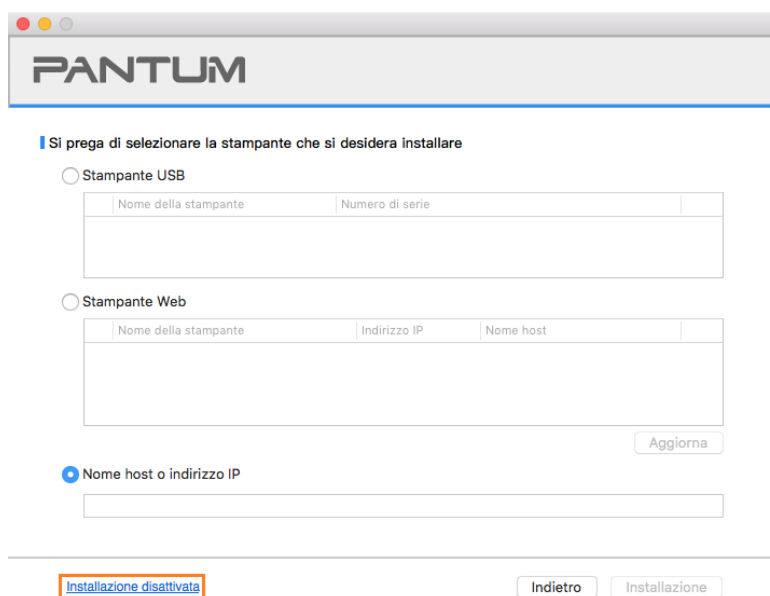 PANTUM
Si prega di selezionare la stampante che si desidera installare
Stampante USB
Nome della stampante Numero di serie
Stampante Web
Nome della stampante Indirizzo IP Nome host
Aggiorna
Nome host o indirizzo IP
Installazione disattivata Indietro Installazione